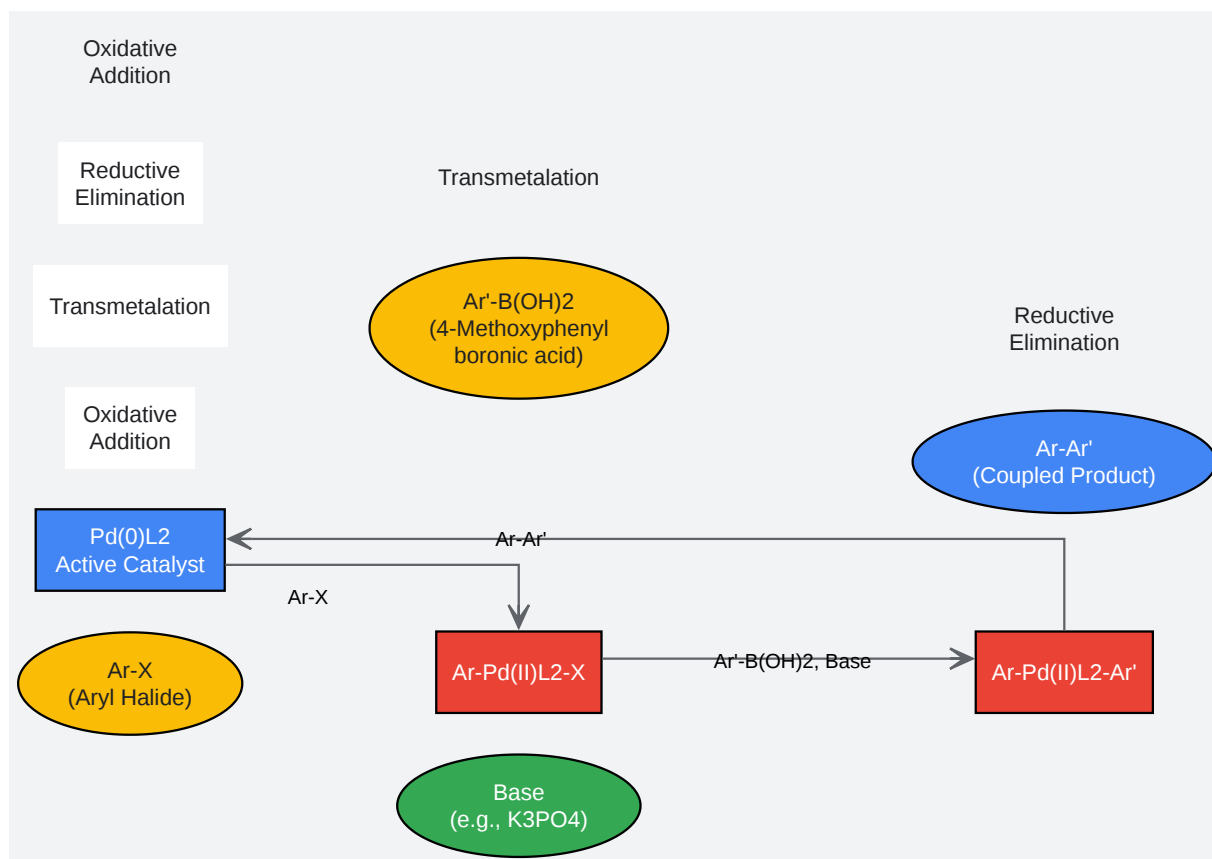 Oxidative
Addition
Reductive
Elimination
Transmetalation
Transmetalation
Ar'-B(OH)2
(4-Methoxyphenyl
boronic acid)
Reductive
Elimination
Oxidative
Addition
Ar-Ar'
(Coupled Product)
Pd(0)L2
Active Catalyst
Ar-Ar'
Ar-X
Ar-X
(Aryl Halide)
Ar-Pd(II)L2-X
Ar'-B(OH)2, Base
Ar-Pd(II)L2-Ar'
Base
(e.g., K3PO4)